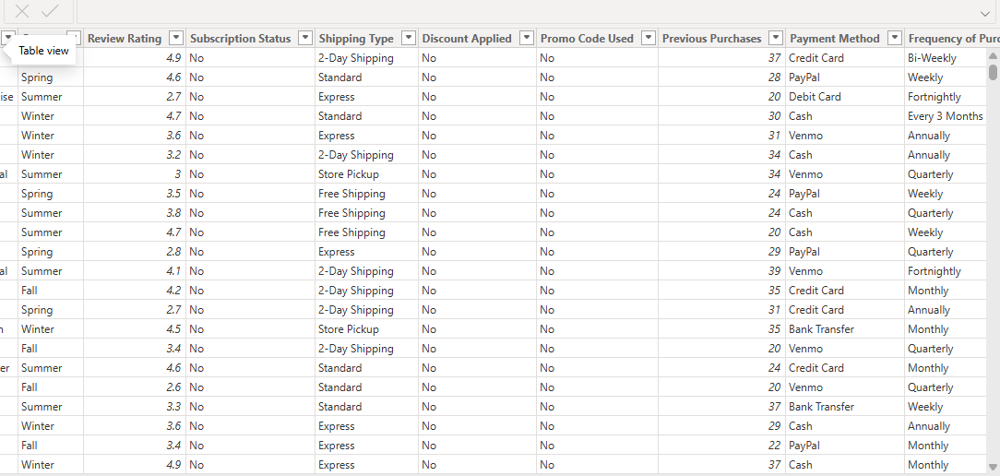 Review Rating Subscription Status Shipping Type Discount Applied Promo Code Used Previous Purchases Payment Method Frequency of Purc
Table view
4.9 No 2-Day Shipping No No 37 Credit Card Bi-Weekly
Spring 4.6 No Standard No No 28 PayPal Weekly
ise Summer 2.7 No Express No No 20 Debit Card Fortnightly
Winter 4.7 No Standard No No 30 Cash Every 3 Months
Winter 3.6 No Express No No 31 Venmo Annually
Winter 3.2 No 2-Day Shipping No No 34 Cash Annually
al Summer 3 No Store Pickup No No 34 Venmo Quarterly
Spring 3.5 No Free Shipping No No 24 PayPal Weekly
Summer 3.8 No Free Shipping No No 24 Cash Quarterly
Summer 4.7 No Free Shipping No No 20 Cash Weekly
Spring 2.8 No Express No No 29 PayPal Quarterly
al Summer 4.1 No 2-Day Shipping No No 39 Venmo Fortnightly
Fall 4.2 No 2-Day Shipping No No 35 Credit Card Monthly
Spring 2.7 No 2-Day Shipping No No 31 Credit Card Annually
n Winter 4.5 No Store Pickup No No 35 Bank Transfer Monthly
Fall 3.4 No 2-Day Shipping No No 20 Venmo Quarterly
er Summer 4.6 No Standard No No 24 Credit Card Monthly
Fall 2.6 No Standard No No 20 Venmo Quarterly
Summer 3.3 No Standard No No 37 Bank Transfer Weekly
Winter 3.6 No Express No No 29 Cash Annually
Fall 3.4 No Express No No 22 PayPal Monthly
Winter 4.9 No Express No No 37 Cash Monthly